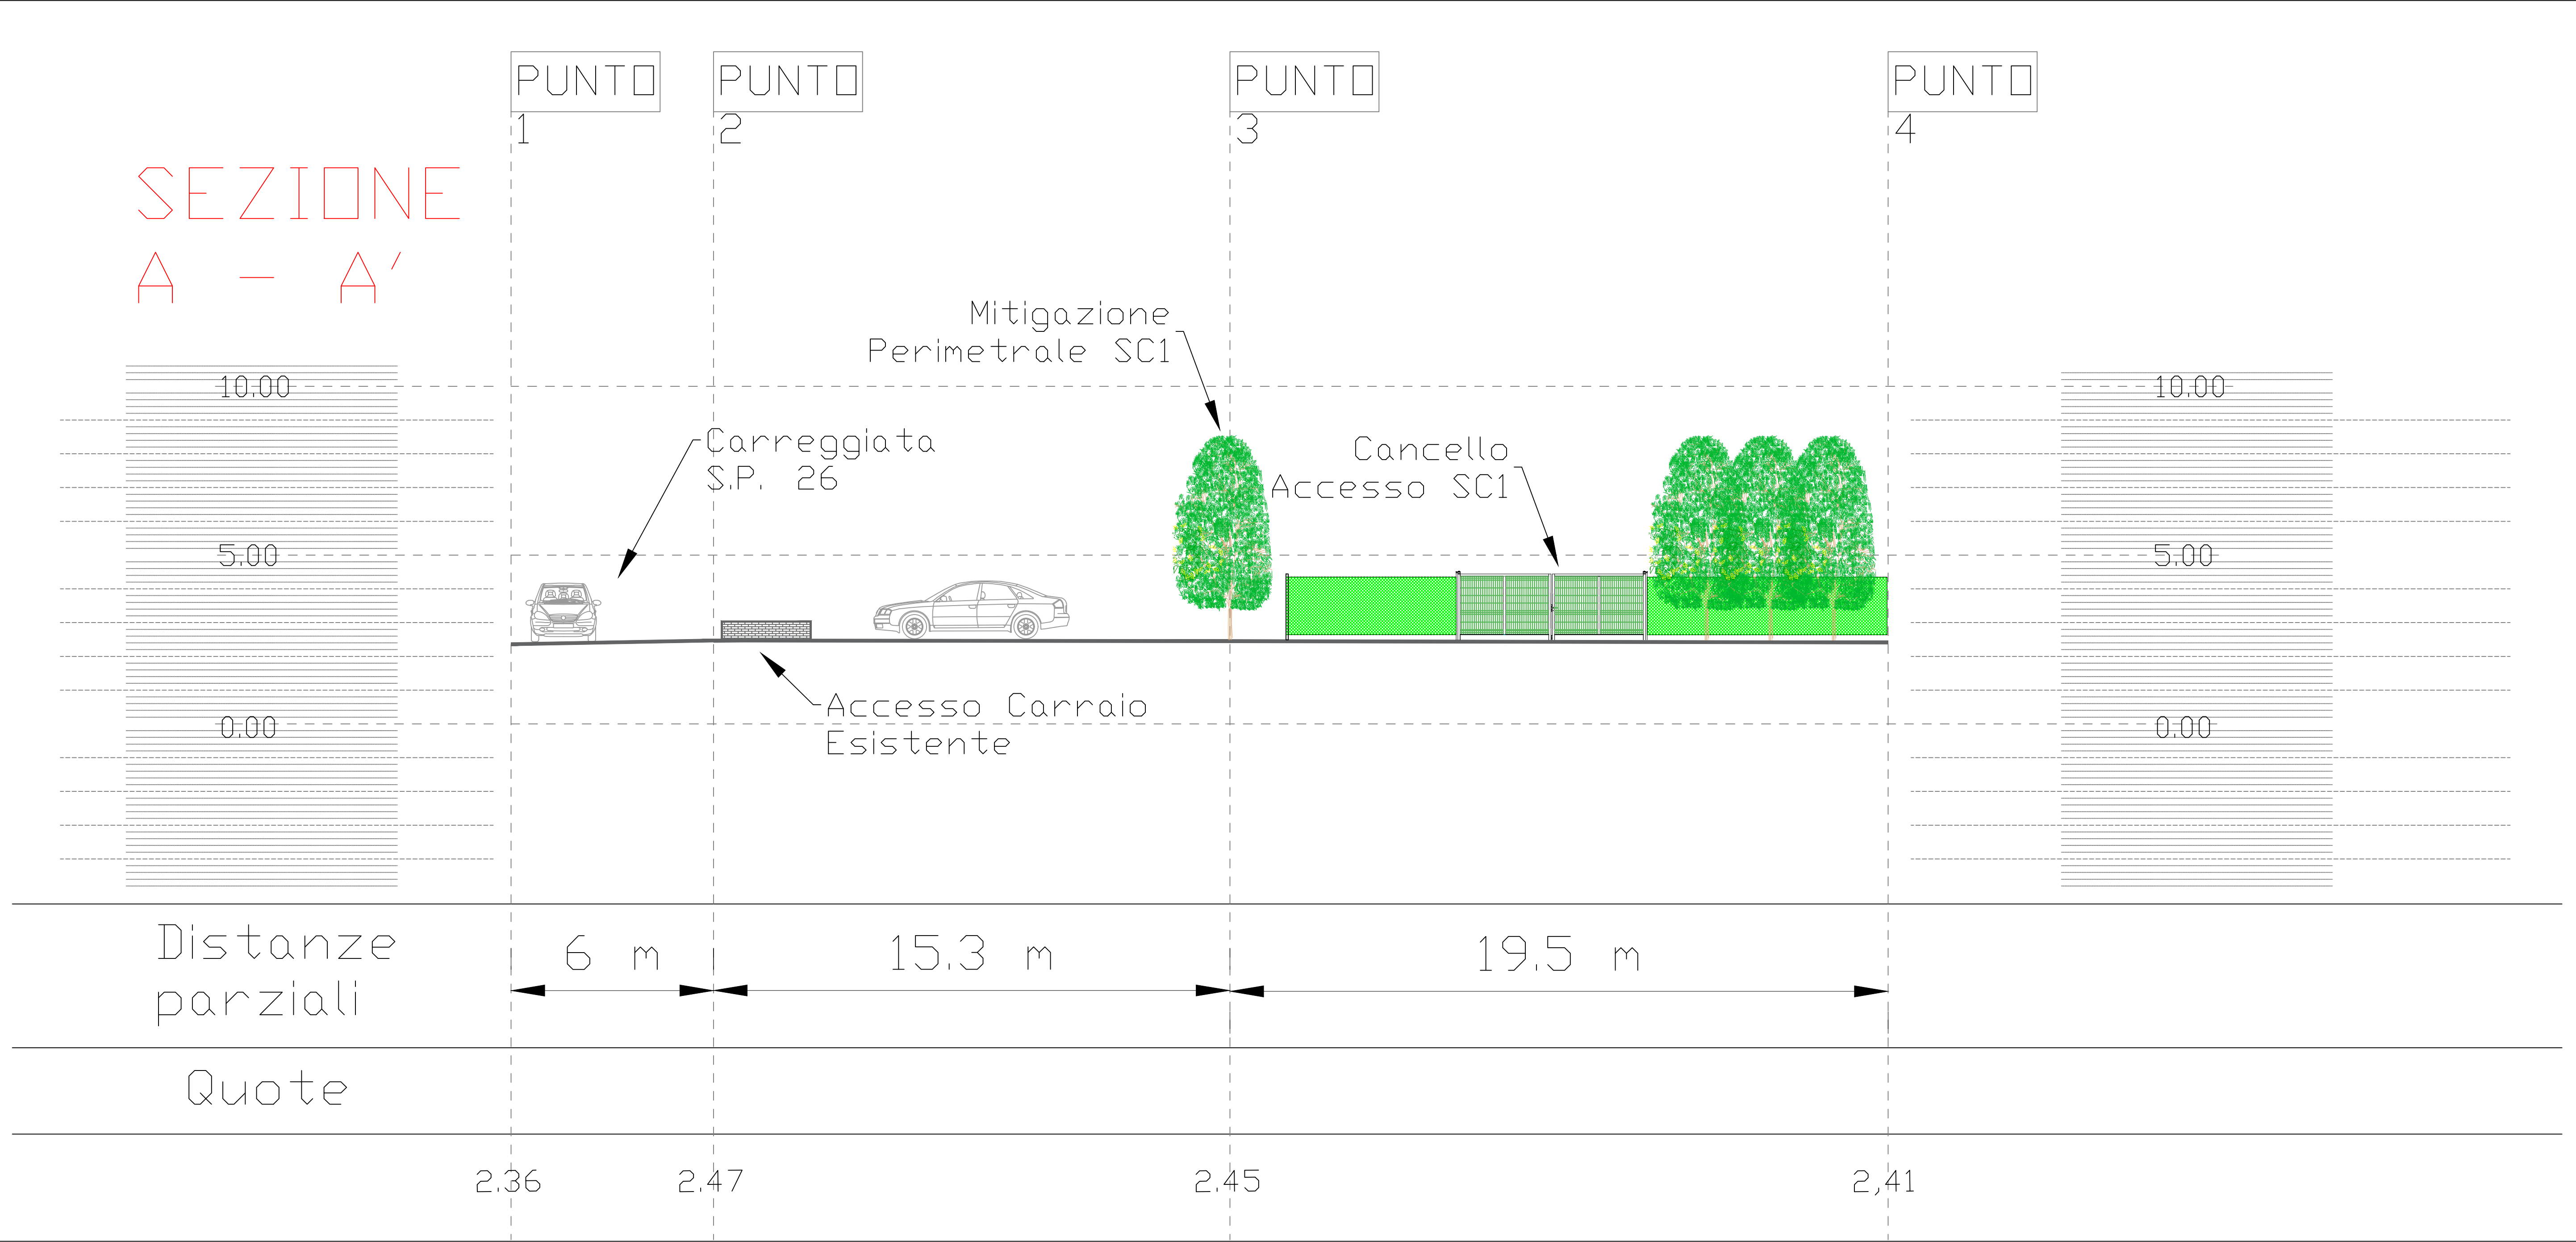 PUNTO PUNTO PUNTO PUNTO
1 2 3 4
SEZIONE
A - A'
Mitigazione
Perimetrale SC1
10.00 10.00
Carreggiata
S.P. 26
Cancello
Accesso SC1
5.00 5.00
Accesso Carraio
Esistente
0.00 0.00
Distanze
parziali
6 m 15.3 m 19.5 m
Quote
2.36 2.47 2.45 2,41